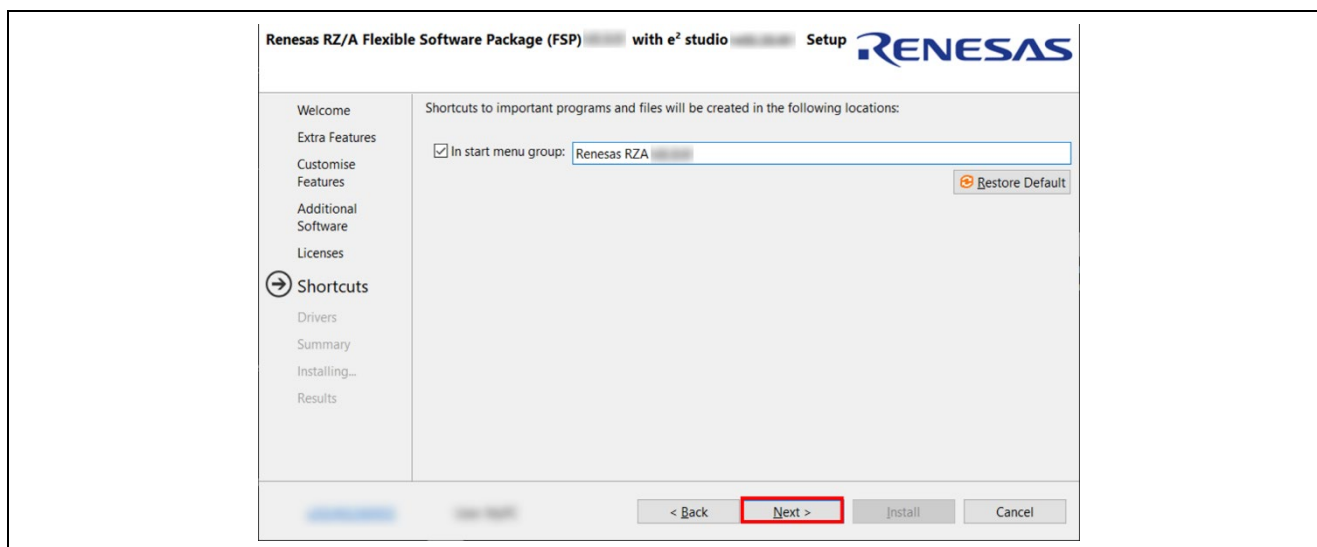 Renesas RZ/A Flexible Software Package (FSP) with e² studio Setup
RENESAS
Welcome
Extra Features
Customise
Features
Additional
Software
Licenses
Shortcuts
Drivers
Summary
Installing...
Results
Shortcuts to important programs and files will be created in the following locations:
In start menu group: Renesas RZA
Restore Default
< Back Next > Install Cancel